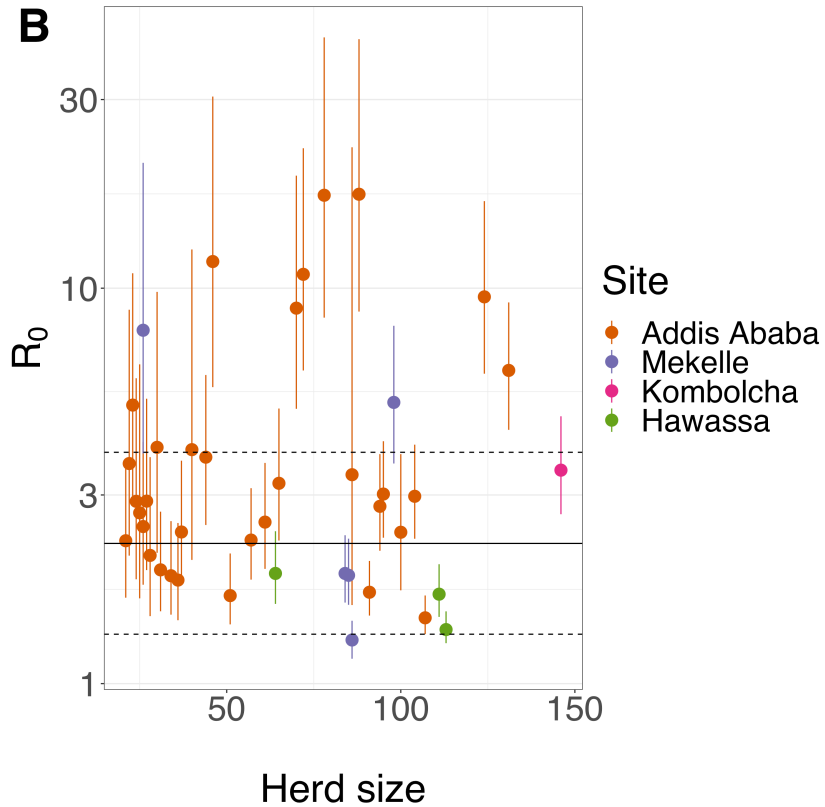 B
30
10
3
1
R₀
50 100 150
Herd size
Site
Addis Ababa
Mekelle
Kombolcha
Hawassa